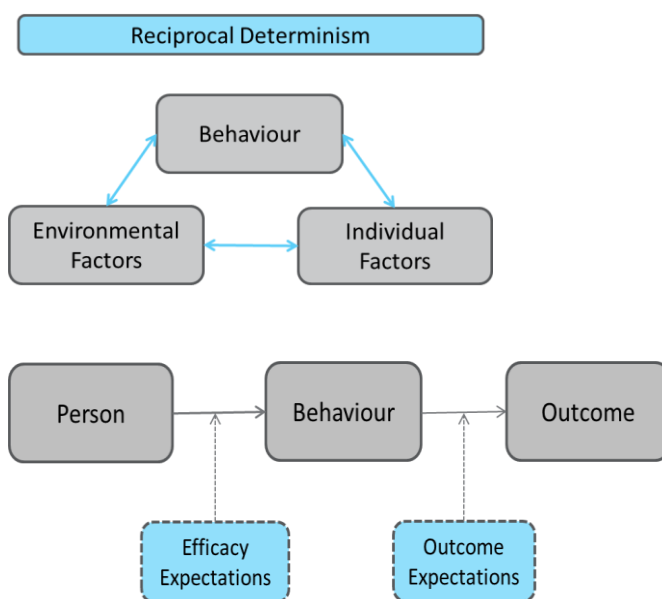 Reciprocal Determinism
Behaviour
Environmental
Factors
Individual
Factors
Person
Behaviour
Outcome
Efficacy
Expectations
Outcome
Expectations